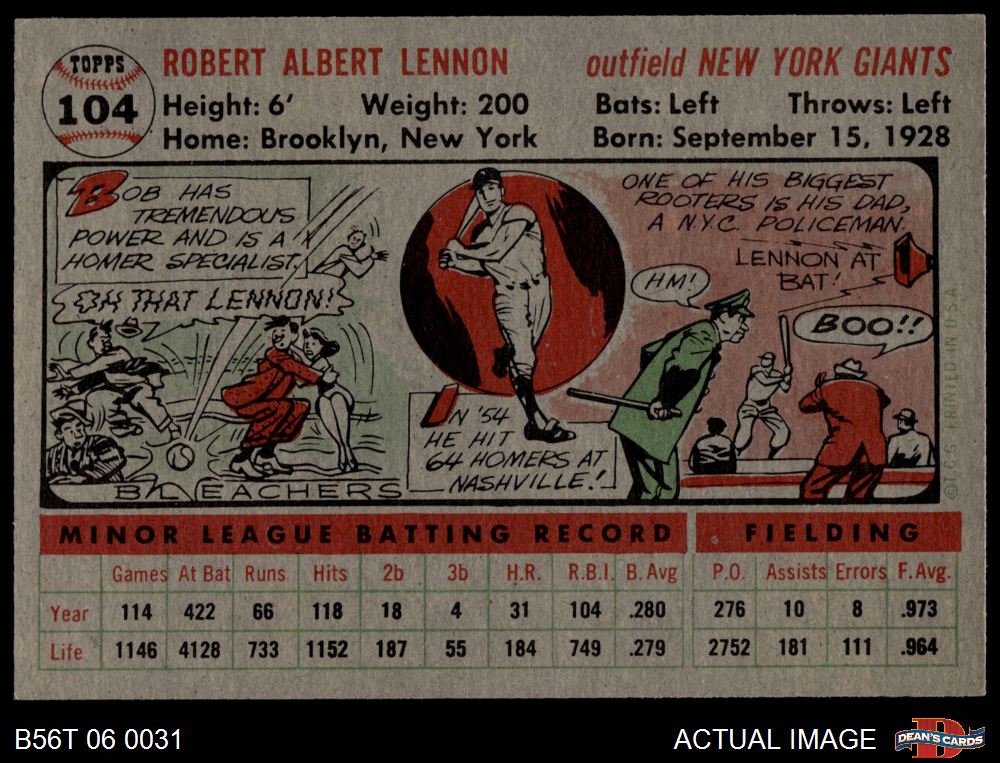 TOPPS
104
ROBERT ALBERT LENNON
outfield NEW YORK GIANTS
Height: 6' Weight: 200 Bats: Left Throws: Left
Home: Brooklyn, New York Born: September 15, 1928
BOB HAS
TREMENDOUS
POWER AND IS A
HOMER SPECIALIST,
OH THAT LENNON!
BLEACHERS
IN '54
HE HIT
64 HOMERS AT
NASHVILLE!
ONE OF HIS BIGGEST
ROOTERS IS HIS DAD,
A N.Y.C. POLICEMAN.
LENNON AT
BAT!
HM!
BOO!!
©T.C.G. PRINTED IN U.S.A.
MINOR LEAGUE BATTING RECORD FIELDING
Games At Bat Runs Hits 2b 3b H.R. R.B.I. B. Avg P.O. Assists Errors F. Avg.
Year 114 422 66 118 18 4 31 104 .280 276 10 8 .973
Life 1146 4128 733 1152 187 55 184 749 .279 2752 181 111 .964
B56T 06 0031
ACTUAL IMAGE
DEAN'S CARDS